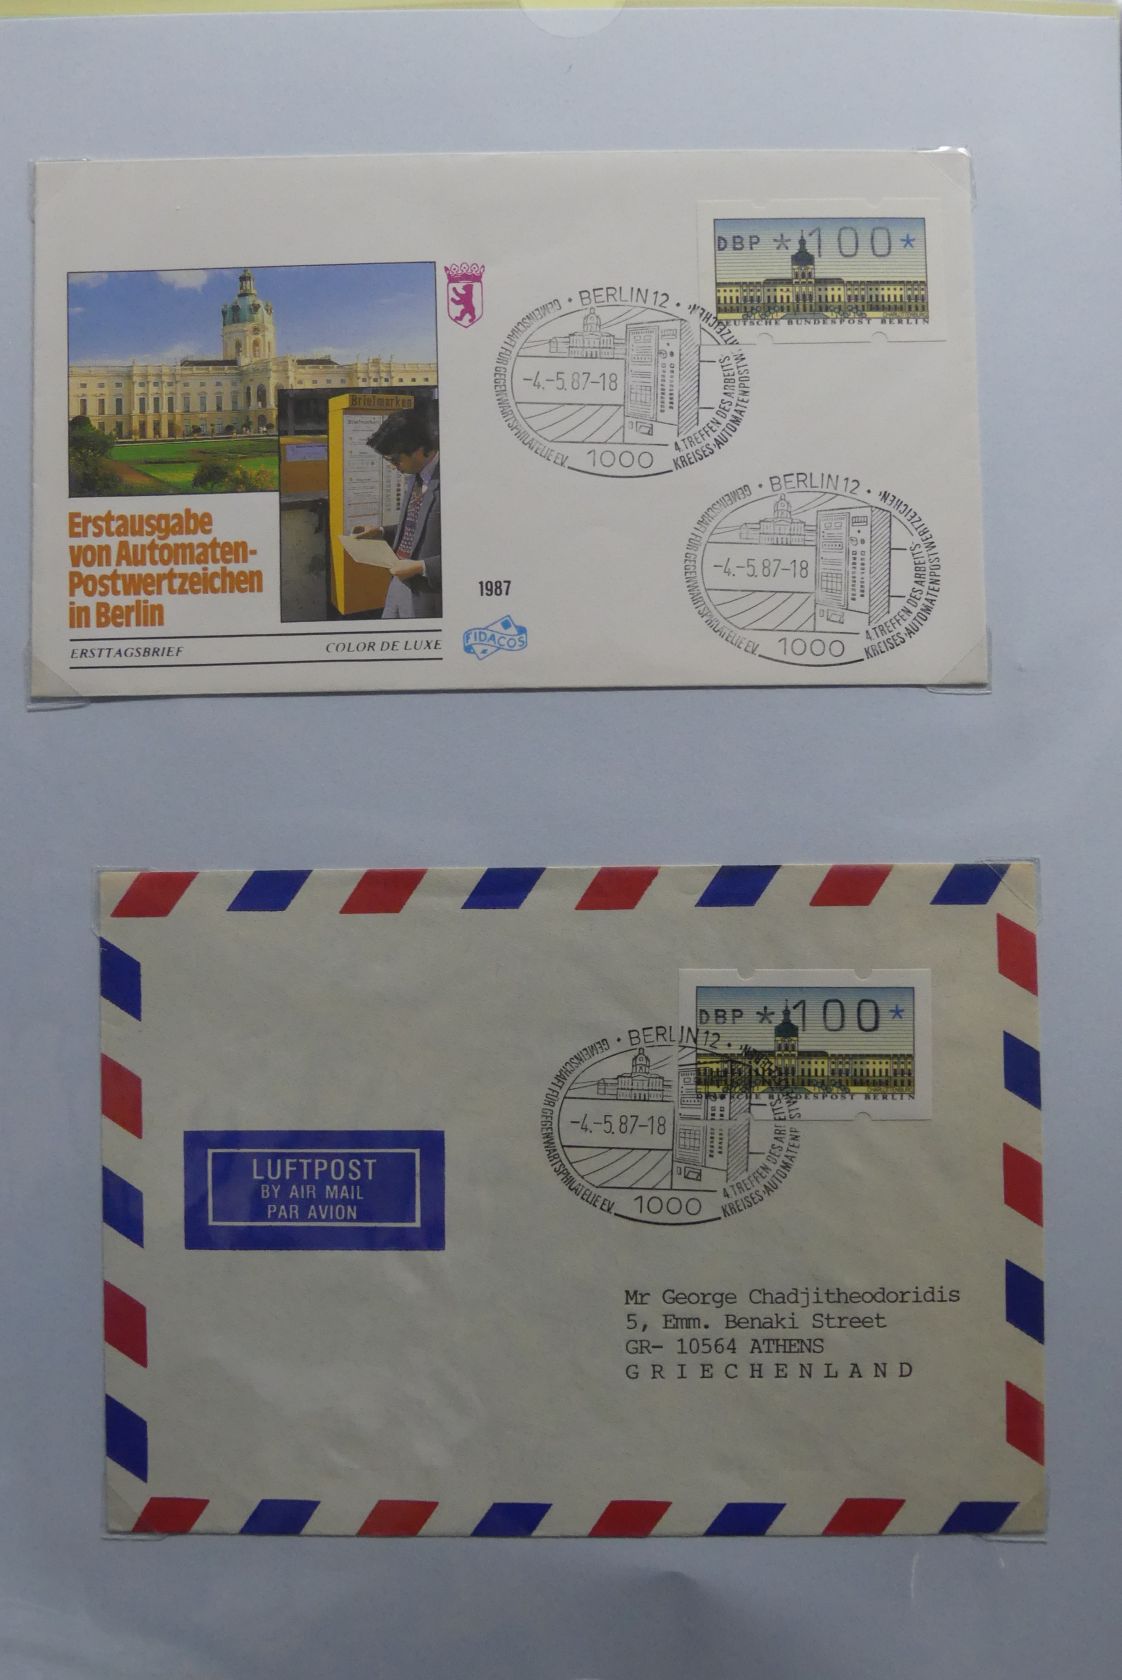 DBP *100*
DEUTSCHE BUNDESPOST BERLIN
· BERLIN 12 ·
GEMEINSCHAFT FÜR GEGENWARTSPHILATELIE E.V.
-4.-5.87-18
1000
4. TREFFEN DES ARBEITS-
KREISES „AUTOMATENPOSTWERTZEICHEN"
Briefmarken
Erstausgabe
von Automaten-
Postwertzeichen
in Berlin
ERSTTAGSBRIEF
COLOR DE LUXE
1987
FIDACOS
· BERLIN 12 ·
GEMEINSCHAFT FÜR GEGENWARTSPHILATELIE E.V.
-4.-5.87-18
1000
4. TREFFEN DES ARBEITS-
KREISES „AUTOMATENPOSTWERTZEICHEN"
DBP *100*
DEUTSCHE BUNDESPOST BERLIN
· BERLIN 12 ·
GEMEINSCHAFT FÜR GEGENWARTSPHILATELIE E.V.
-4.-5.87-18
1000
4. TREFFEN DES ARBEITS-
KREISES „AUTOMATENPOSTWERTZEICHEN"
LUFTPOST
BY AIR MAIL
PAR AVION
Mr George Chadjitheodoridis
5, Emm. Benaki Street
GR- 10564 ATHENS
GRIECHENLAND